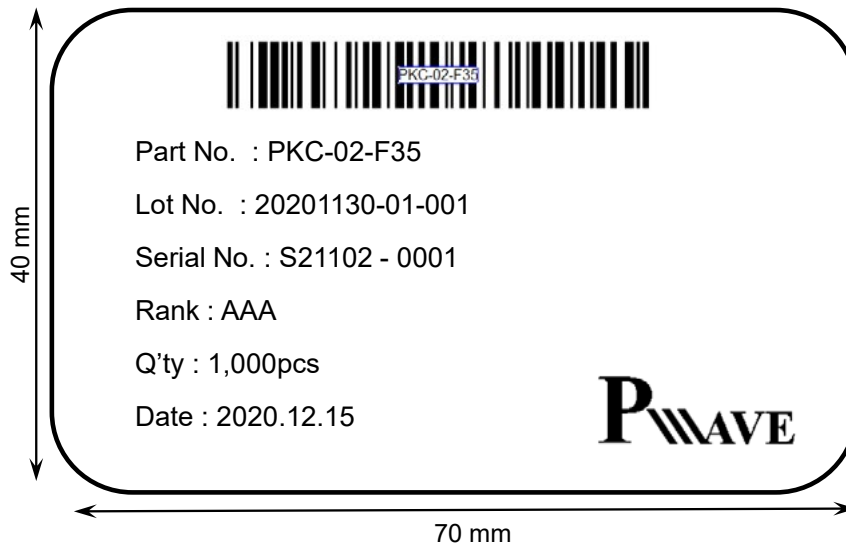 PKC-02-F35
Part No. : PKC-02-F35
Lot No. : 20201130-01-001
Serial No. : S21102 - 0001
Rank : AAA
Q’ty : 1,000pcs
Date : 2020.12.15
PWAVE
40 mm
70 mm